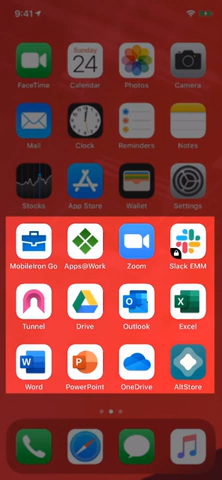 9:41
Sunday
24
FaceTime Calendar Photos Camera
Mail Clock Reminders Notes
Stocks App Store Wallet Settings
MobileIron Go Apps@Work Zoom Slack EMM
Tunnel Drive Outlook Excel
Word PowerPoint OneDrive AltStore